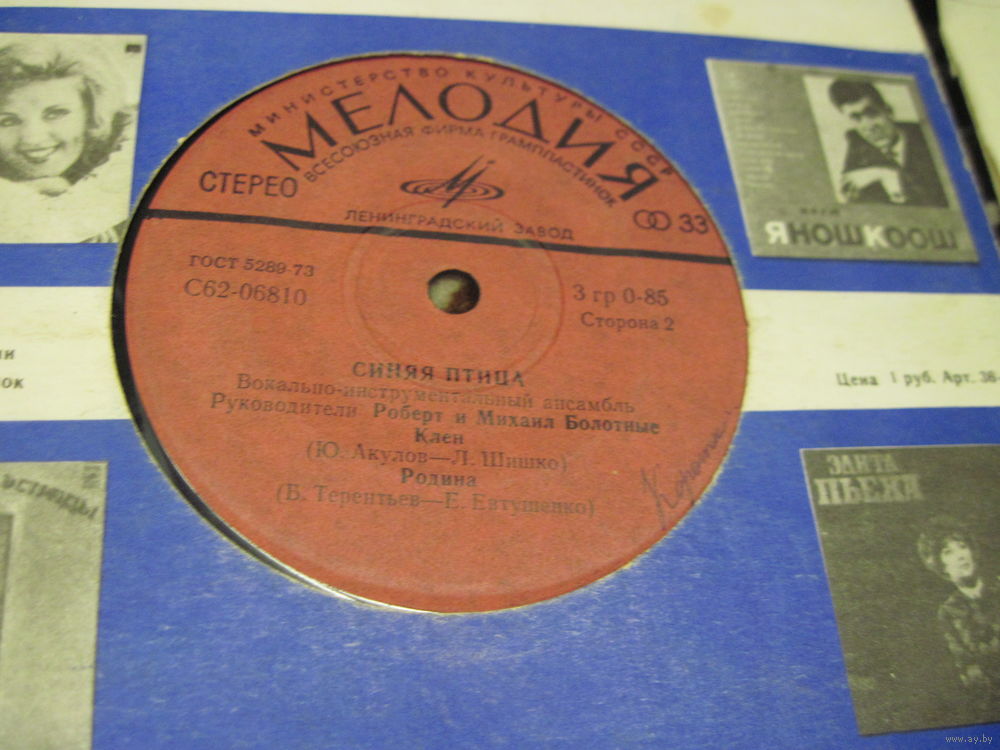 МИНИСТЕРСТВО КУЛЬТУРЫ СССР
МЕЛОДИЯ
ВСЕСОЮЗНАЯ ФИРМА ГРАМПЛАСТИНОК
СТЕРЕО
33
ЛЕНИНГРАДСКИЙ ЗАВОД
ГОСТ 5289-73
С62-06810
3 гр 0-85
Сторона 2
СИНЯЯ ПТИЦА
Вокально-инструментальный ансамбль
Руководители Роберт и Михаил Болотные
Клен
(Ю. Акулов—Л. Шишко)
Родина
(Б. Терентьев—Е. Евтушенко)
ЯНОШ КООШ
Цена 1 руб. Арт. 36-
ЭДИТА
ПЬЕХА
www.ay.by